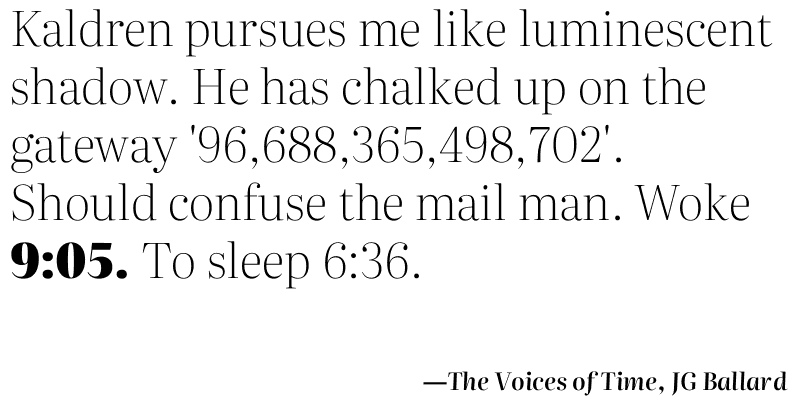 Kaldren pursues me like luminescent
shadow. He has chalked up on the
gateway '96,688,365,498,702'.
Should confuse the mail man. Woke
9:05. To sleep 6:36.
—The Voices of Time, JG Ballard